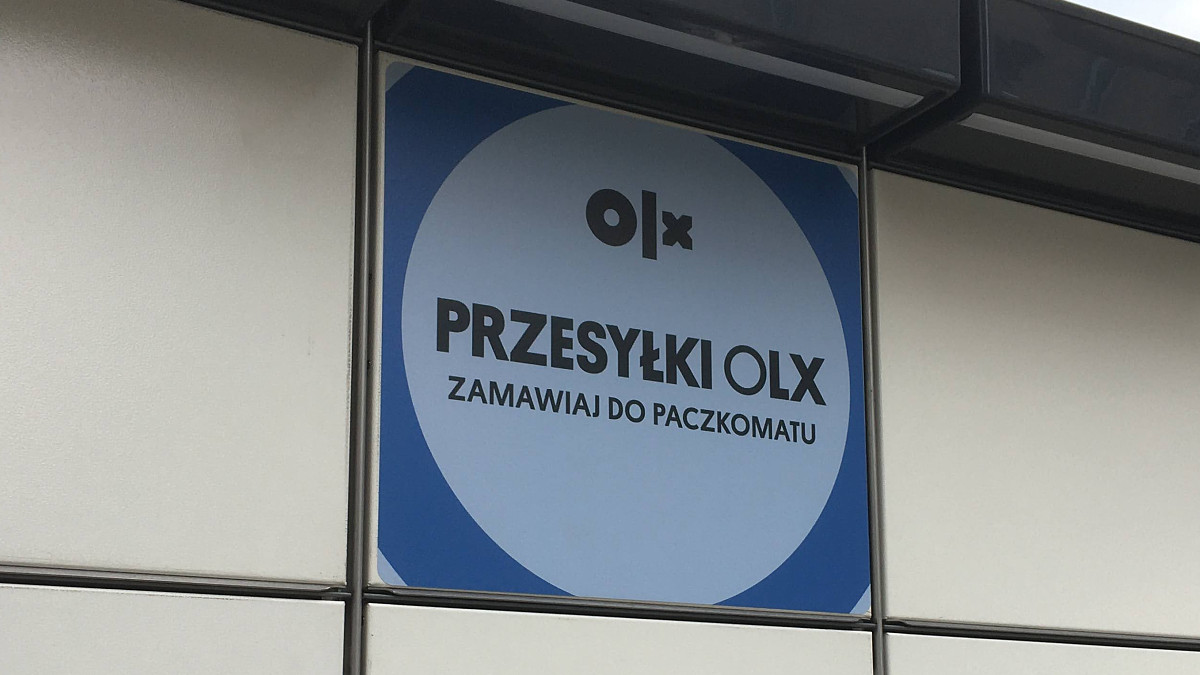 olx
PRZESYŁKI OLX
ZAMAWIAJ DO PACZKOMATU